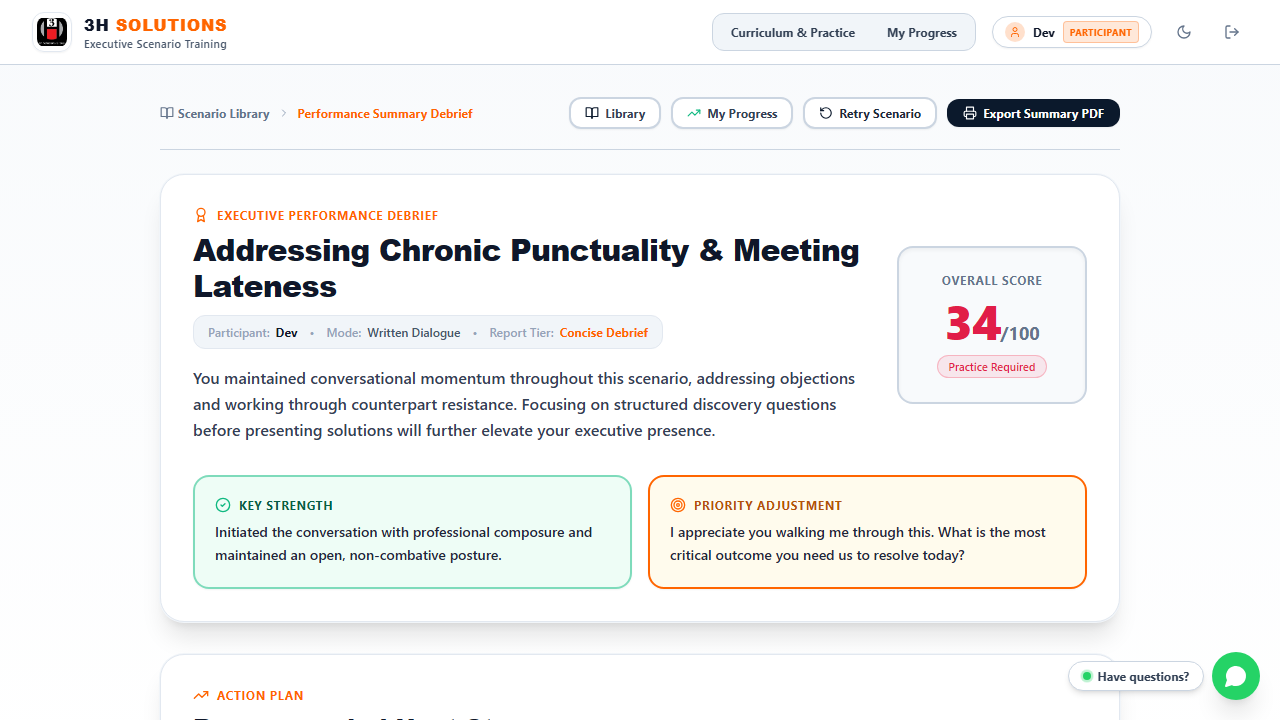 3H SOLUTIONS
Executive Scenario Training
Curriculum & Practice
My Progress
Dev
PARTICIPANT
Scenario Library
Performance Summary Debrief
Library
My Progress
Retry Scenario
Export Summary PDF
EXECUTIVE PERFORMANCE DEBRIEF
Addressing Chronic Punctuality & Meeting
Lateness
Participant: Dev • Mode: Written Dialogue • Report Tier: Concise Debrief
You maintained conversational momentum throughout this scenario, addressing objections
and working through counterpart resistance. Focusing on structured discovery questions
before presenting solutions will further elevate your executive presence.
OVERALL SCORE
34/100
Practice Required
KEY STRENGTH
Initiated the conversation with professional composure and
maintained an open, non-combative posture.
PRIORITY ADJUSTMENT
I appreciate you walking me through this. What is the most
critical outcome you need us to resolve today?
ACTION PLAN
Have questions?